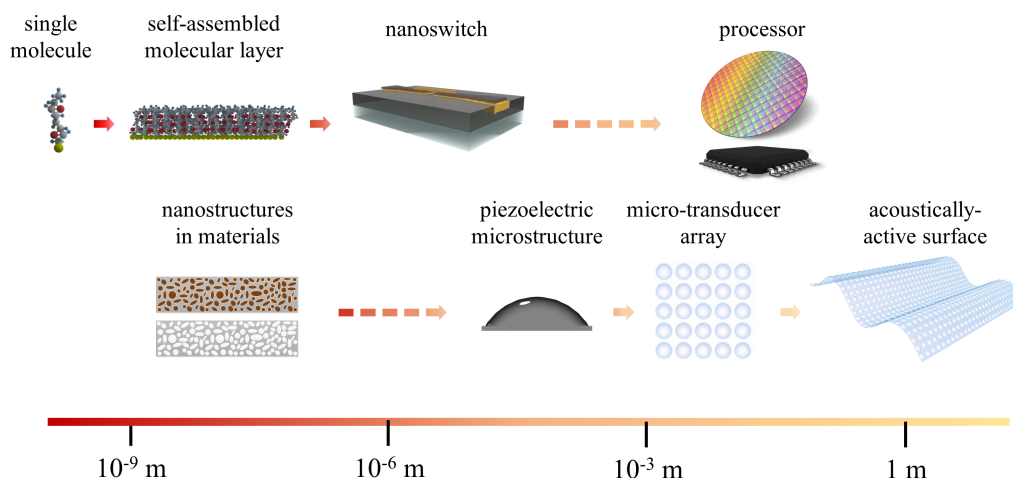 single
molecule
self-assembled
molecular layer
nanoswitch
processor
nanostructures
in materials
piezoelectric
microstructure
micro-transducer
array
acoustically-
active surface
10⁻⁹ m
10⁻⁶ m
10⁻³ m
1 m